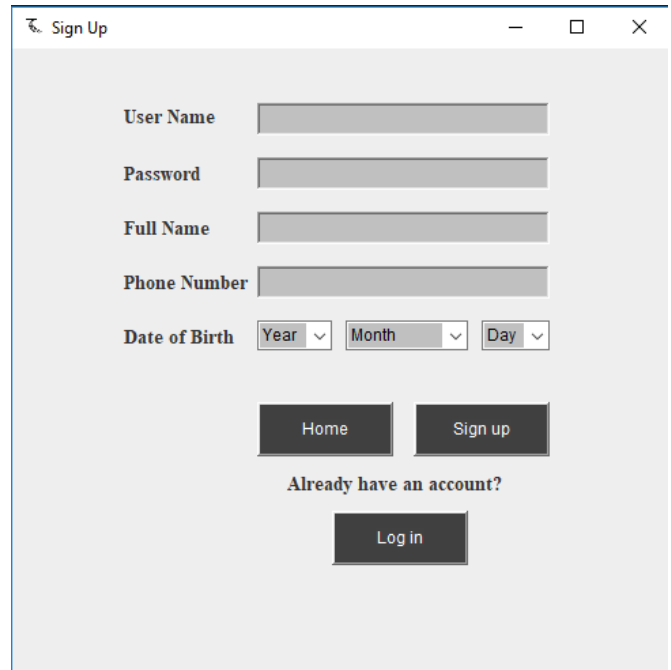 Sign Up
User Name
Password
Full Name
Phone Number
Date of Birth Year Month Day
Home Sign up
Already have an account?
Log in